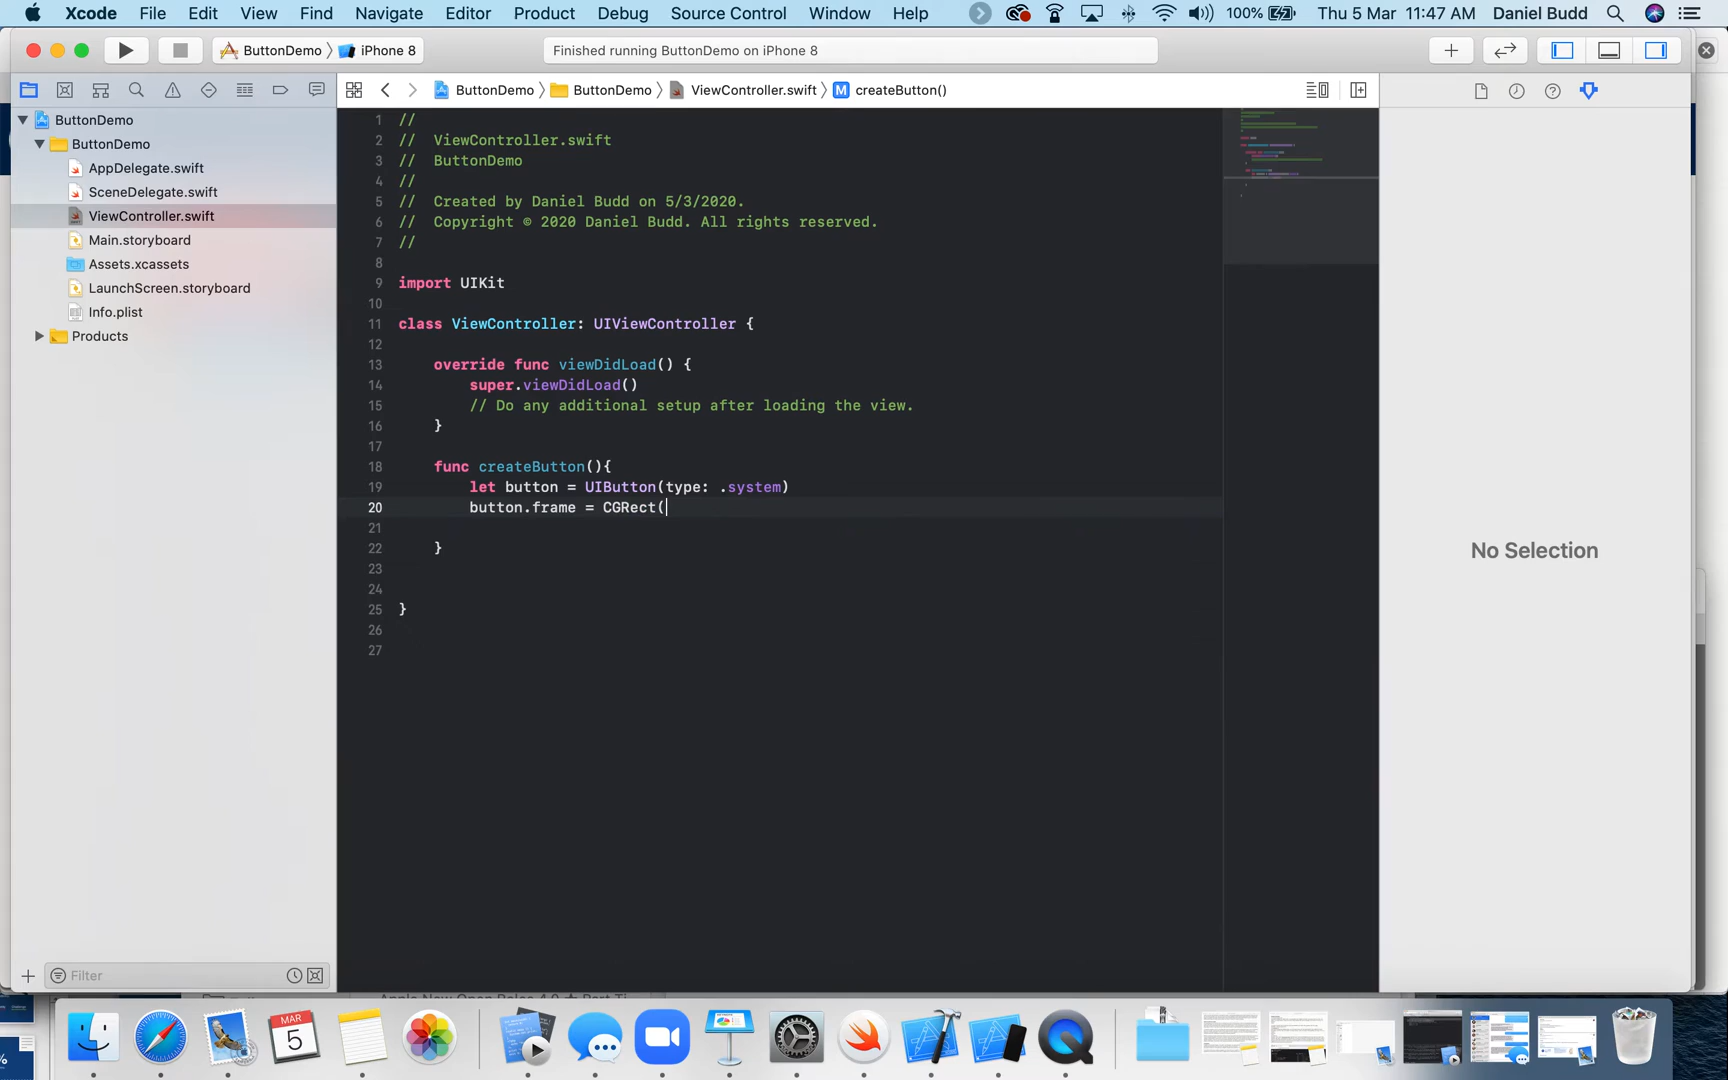 Xcode File Edit View Find Navigate Editor Product Debug Source Control Window Help 100% Thu 5 Mar 11:47 AM Daniel Budd
ButtonDemo iPhone 8 Finished running ButtonDemo on iPhone 8
ButtonDemo ButtonDemo ViewController.swift M createButton()
ButtonDemo
ButtonDemo
AppDelegate.swift
SceneDelegate.swift
ViewController.swift
Main.storyboard
Assets.xcassets
LaunchScreen.storyboard
Info.plist
Products
1 //
2 //  ViewController.swift
3 //  ButtonDemo
4 //
5 //  Created by Daniel Budd on 5/3/2020.
6 //  Copyright © 2020 Daniel Budd. All rights reserved.
7 //
8
9 import UIKit
10
11 class ViewController: UIViewController {
12
13     override func viewDidLoad() {
14         super.viewDidLoad()
15         // Do any additional setup after loading the view.
16     }
17
18     func createButton(){
19         let button = UIButton(type: .system)
20         button.frame = CGRect(
21
22     }
23
24
25 }
26
27
No Selection
Filter
MAR
5